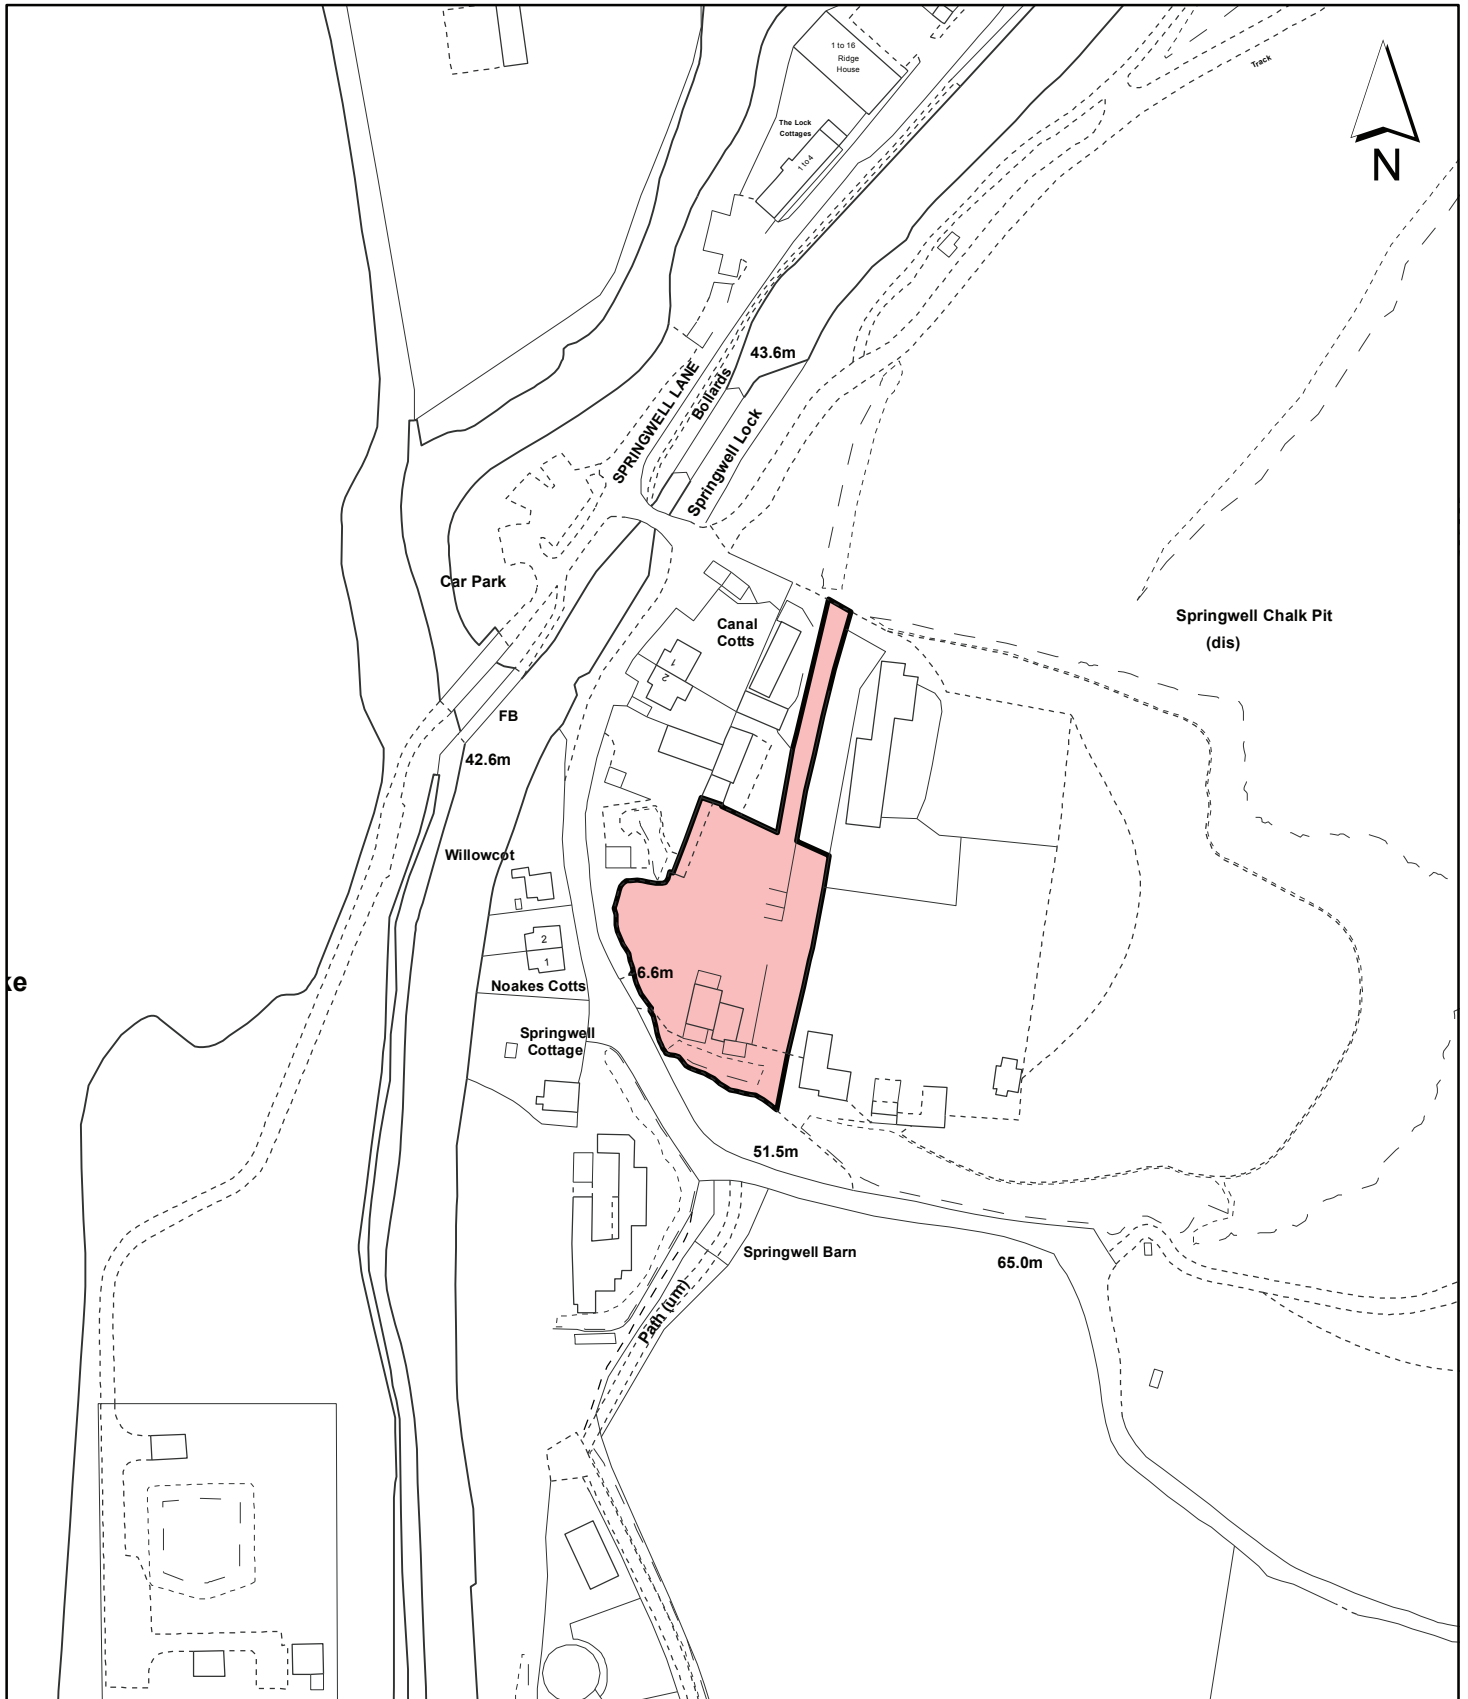 1 to 16
Ridge
House
Track
The Lock
Cottages
1 to 4
N
43.6m
SPRINGWELL LANE
Bollards
Springwell Lock
Car Park
Canal
Cotts
1
2
Springwell Chalk Pit
(dis)
FB
42.6m
Willowcot
2
1
46.6m
ke
Noakes Cotts
Springwell
Cottage
51.5m
Springwell Barn
65.0m
Path (um)